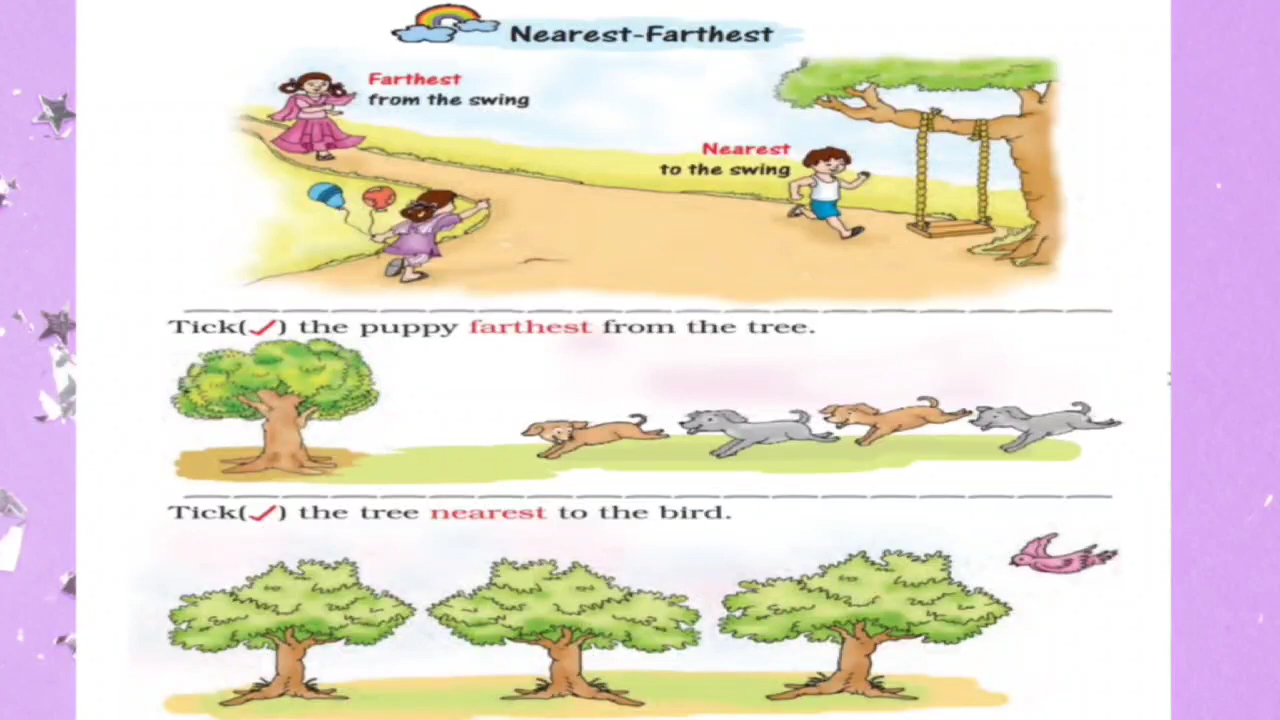 Nearest-Farthest
Farthest
from the swing
Nearest
to the swing
Tick(✓) the puppy farthest from the tree.
Tick(✓) the tree nearest to the bird.